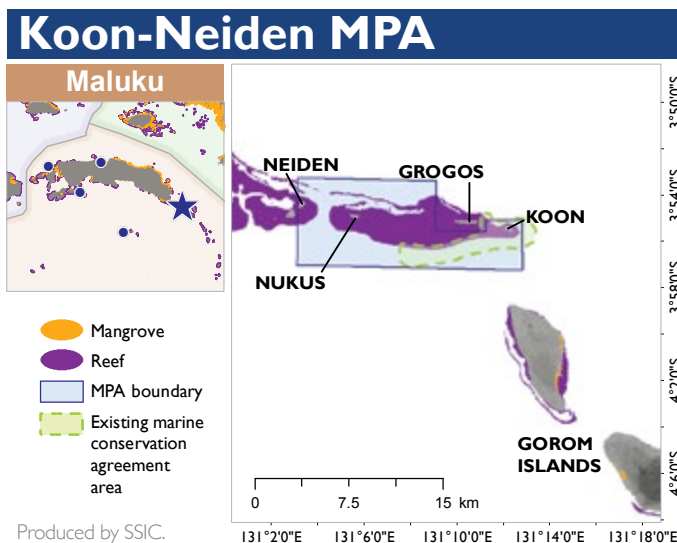 Koon-Neiden MPA
Maluku
NEIDEN
GROGOS
KOON
NUKUS
GOROM
ISLANDS
Mangrove
Reef
MPA boundary
Existing marine
conservation
agreement
area
0 7.5 15 km
3°50'0"S
3°54'0"S
3°58'0"S
4°2'0"S
4°6'0"S
131°2'0"E 131°6'0"E 131°10'0"E 131°14'0"E 131°18'0"E
Produced by SSIC.